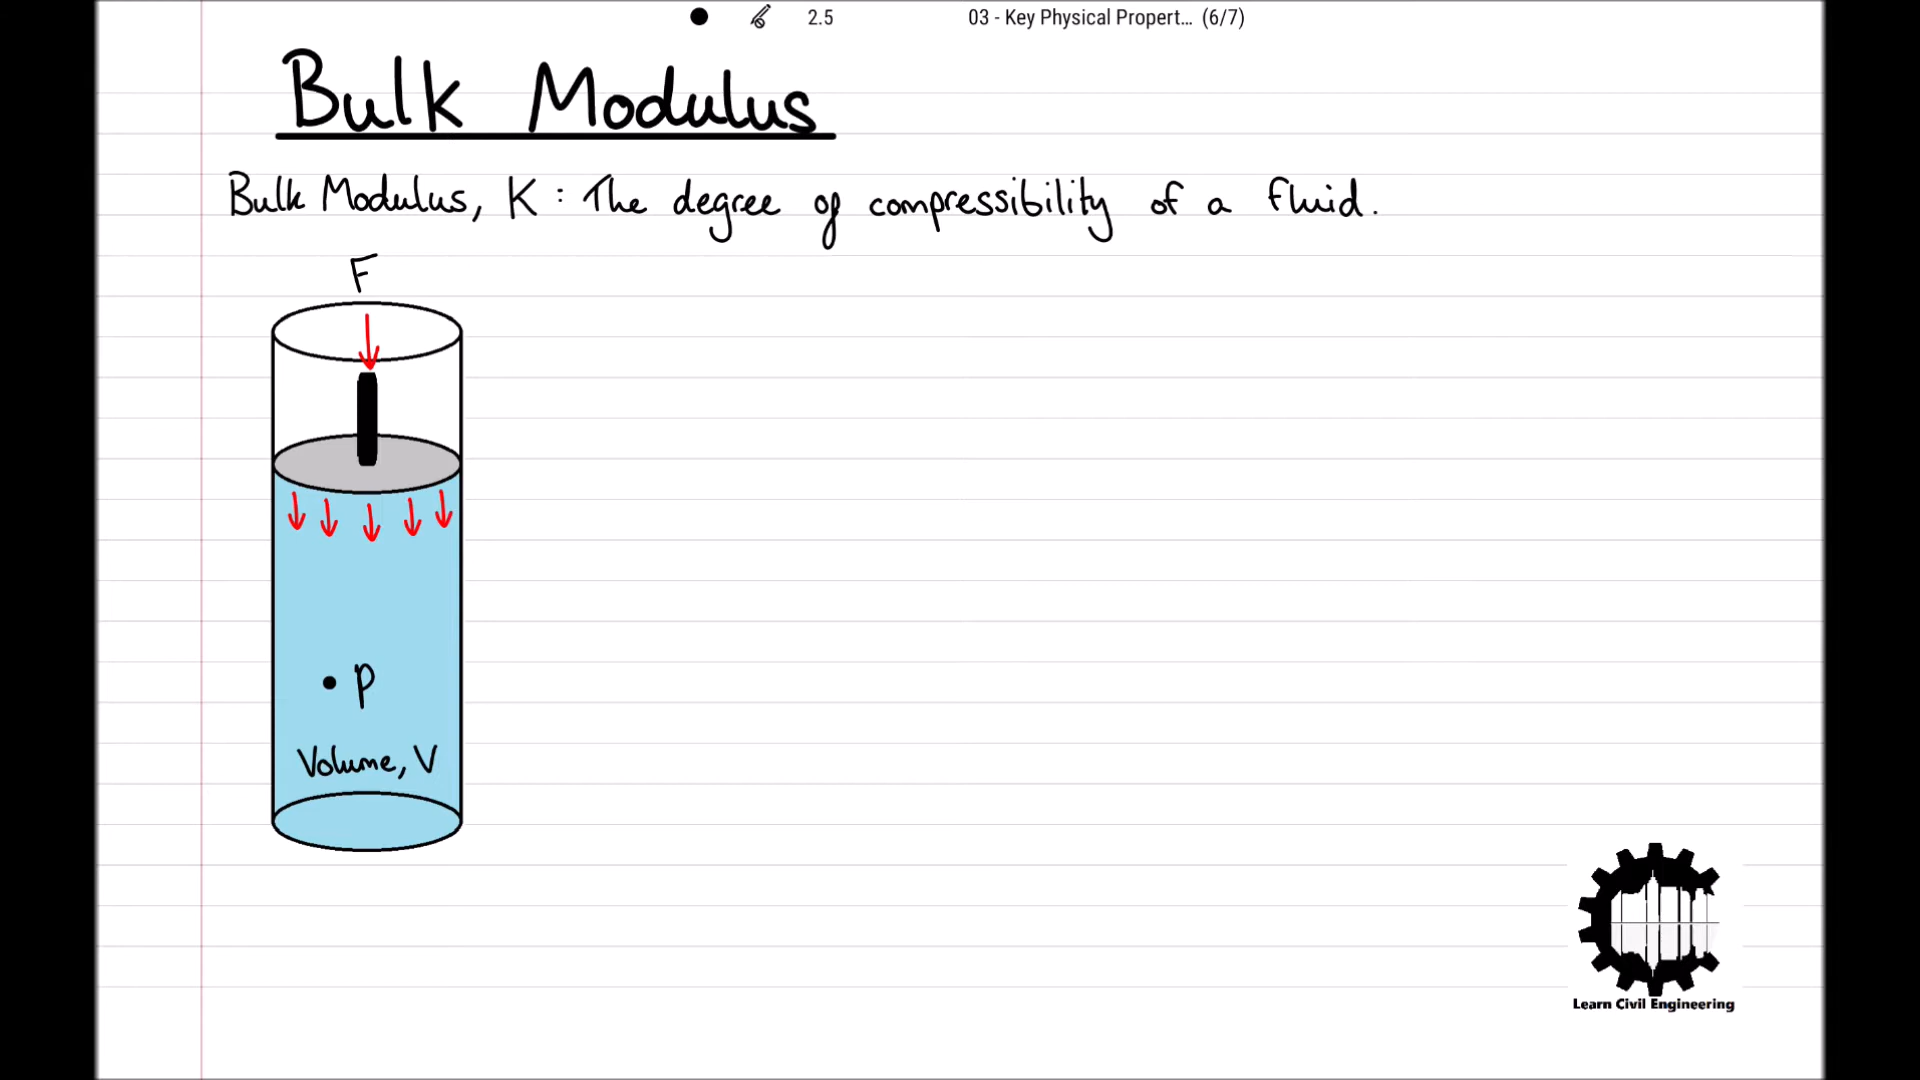 2.5 03 - Key Physical Propert... (6/7)
Bulk Modulus
Bulk Modulus, K : The degree of compressibility of a fluid.
F
p
Volume, V
Learn Civil Engineering